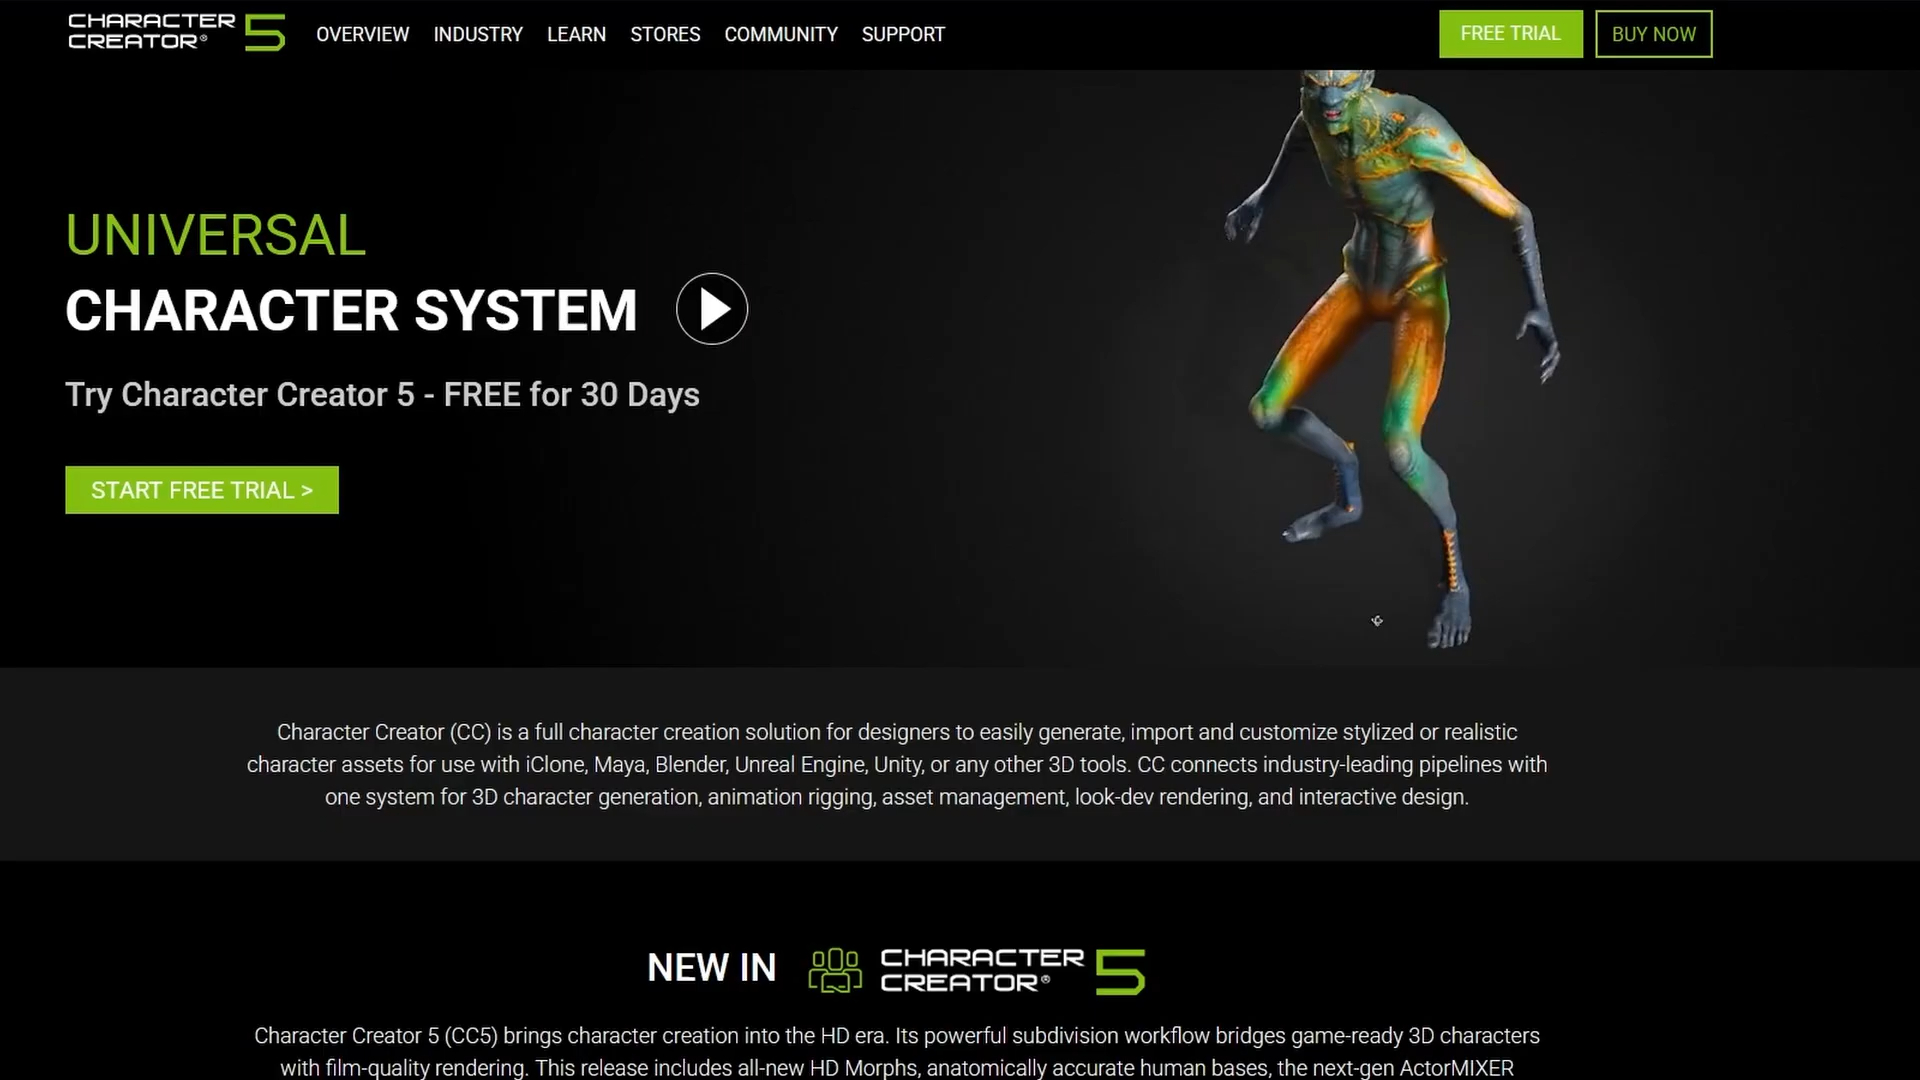 CHARACTER
CREATOR® 5
OVERVIEW
INDUSTRY
LEARN
STORES
COMMUNITY
SUPPORT
FREE TRIAL
BUY NOW
UNIVERSAL
CHARACTER SYSTEM
Try Character Creator 5 - FREE for 30 Days
START FREE TRIAL >
Character Creator (CC) is a full character creation solution for designers to easily generate, import and customize stylized or realistic
character assets for use with iClone, Maya, Blender, Unreal Engine, Unity, or any other 3D tools. CC connects industry-leading pipelines with
one system for 3D character generation, animation rigging, asset management, look-dev rendering, and interactive design.
NEW IN
CHARACTER
CREATOR® 5
Character Creator 5 (CC5) brings character creation into the HD era. Its powerful subdivision workflow bridges game-ready 3D characters
with film-quality rendering. This release includes all-new HD Morphs, anatomically accurate human bases, the next-gen ActorMIXER